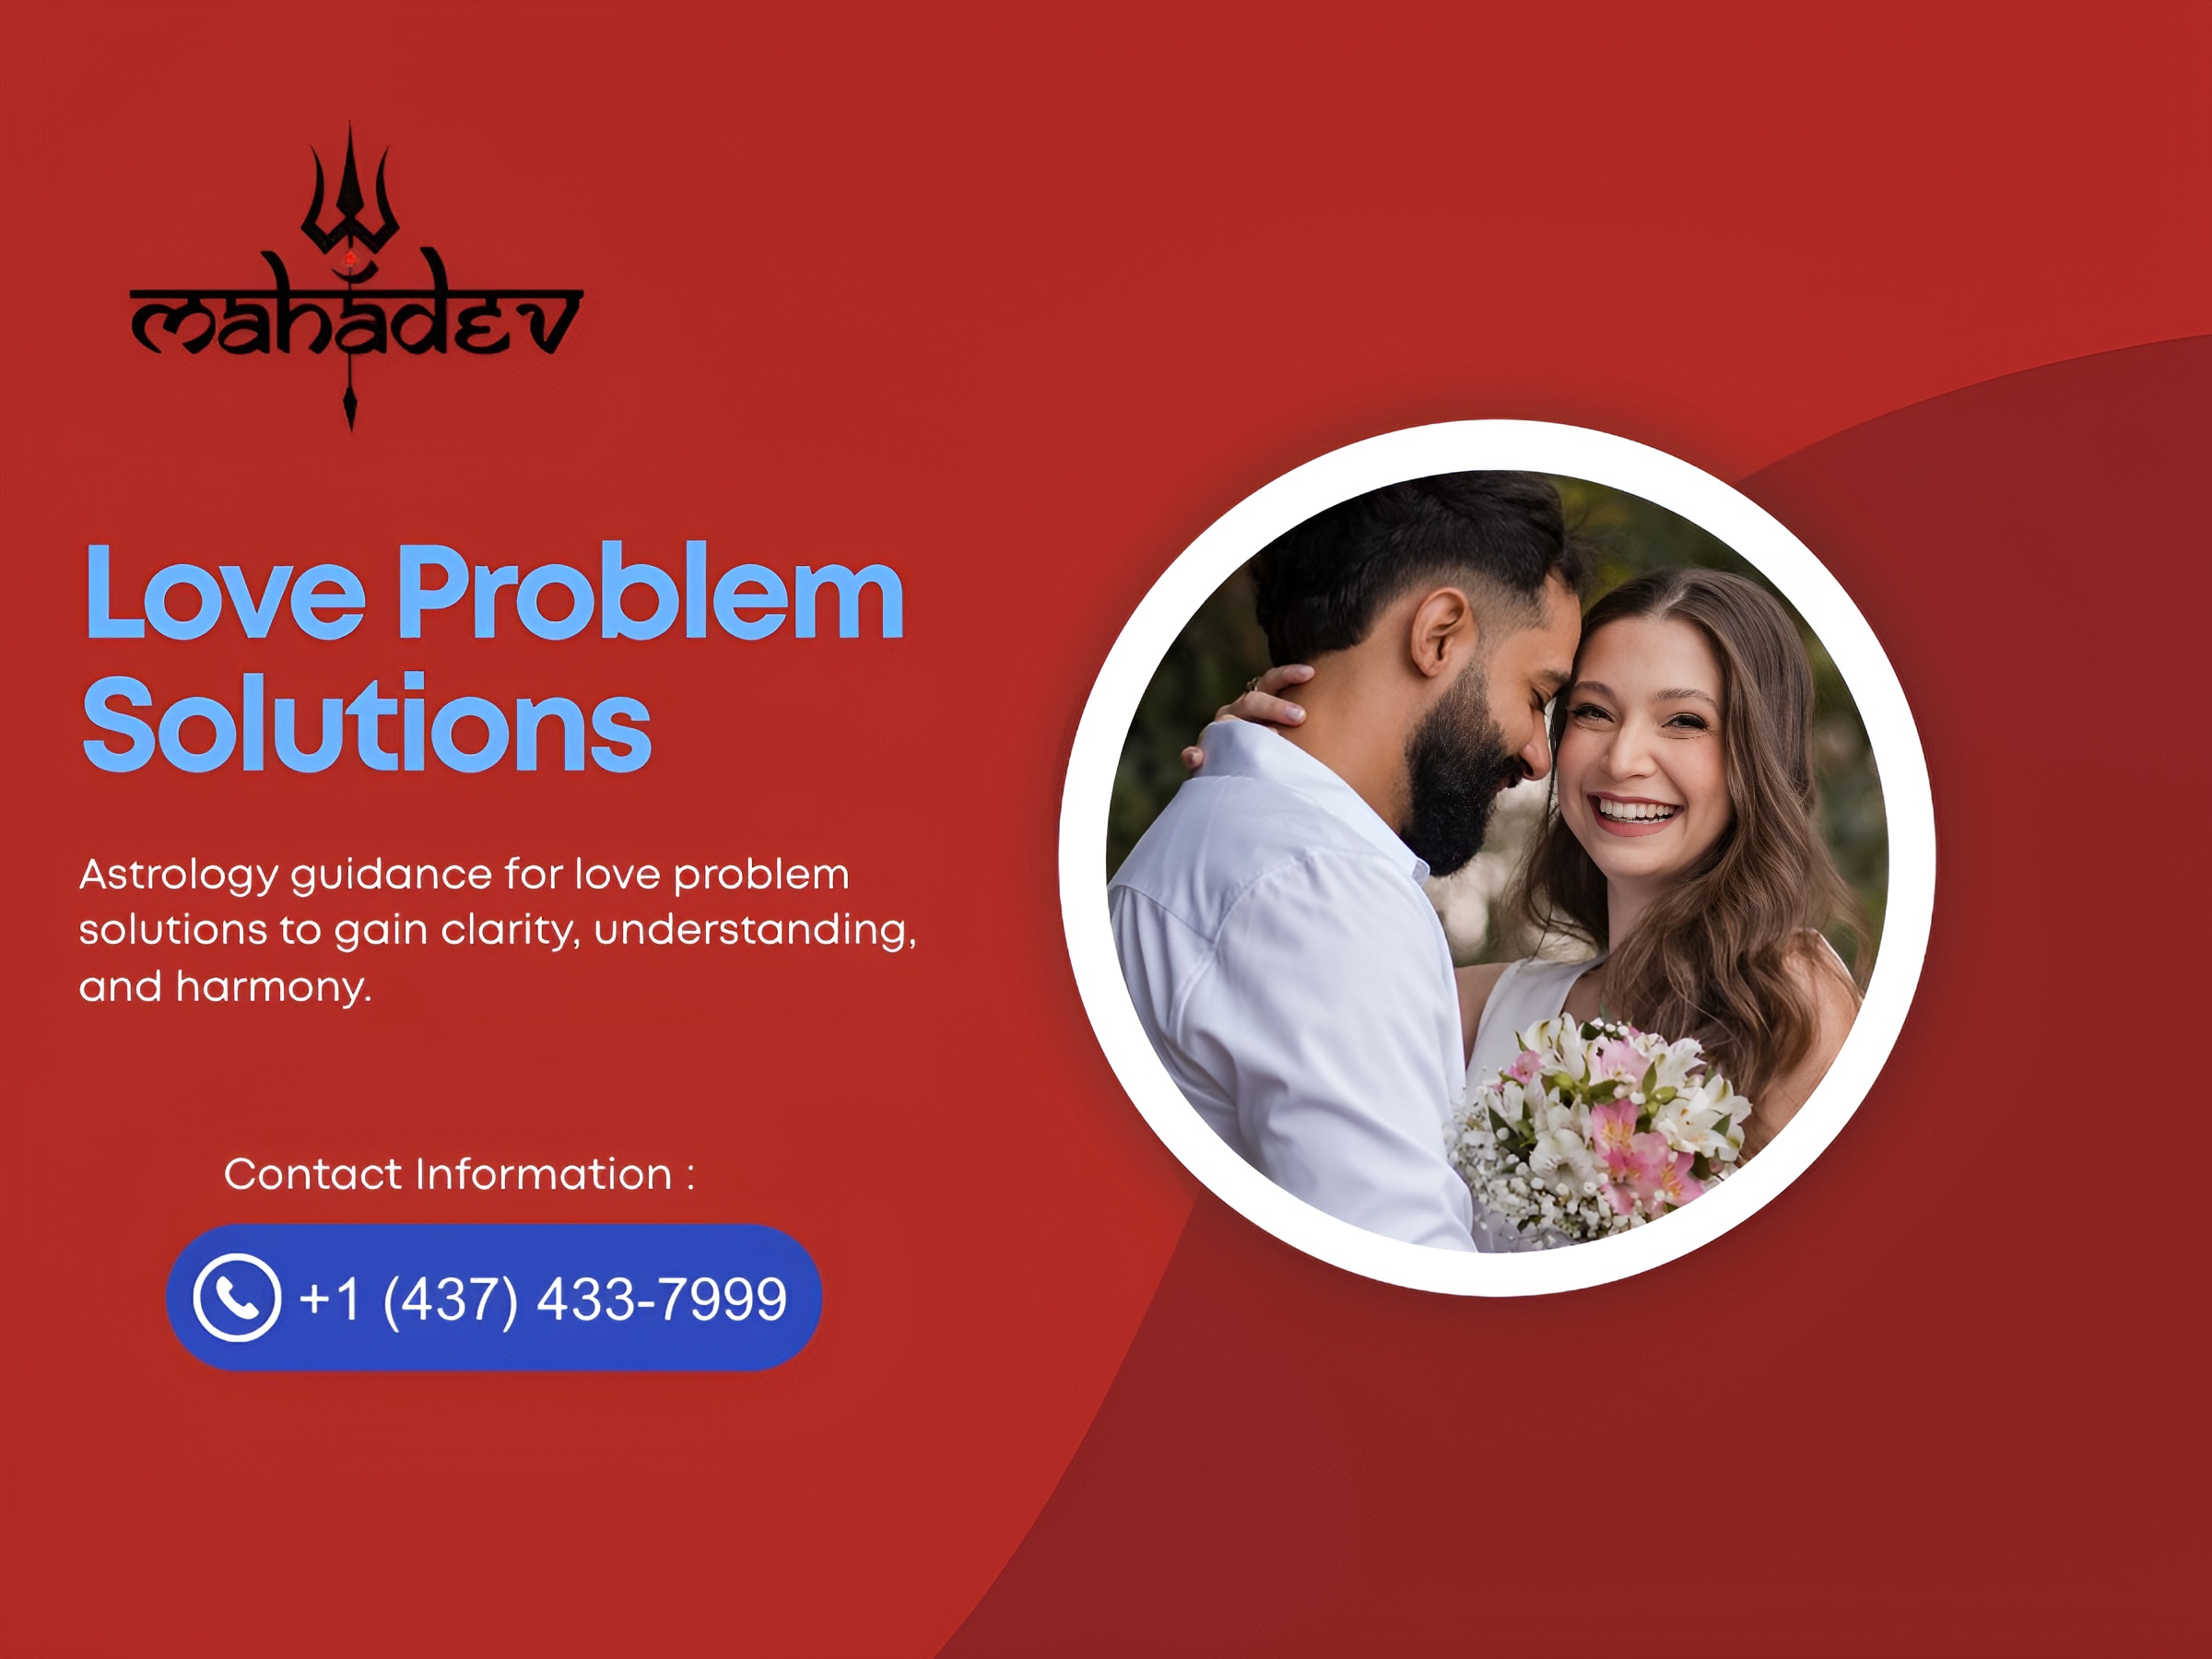 mahadev
Love Problem
Solutions
Astrology guidance for love problem
solutions to gain clarity, understanding,
and harmony.
Contact Information :
+1 (437) 433-7999